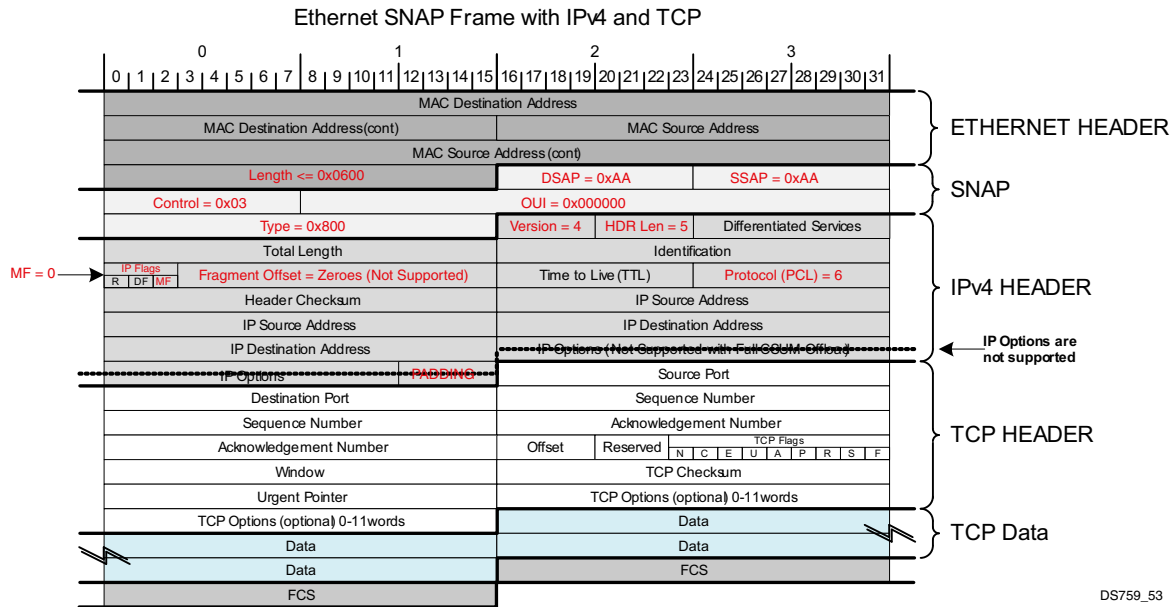 Ethernet SNAP Frame with IPv4 and TCP
0 1 2 3
0 1 2 3 4 5 6 7 8 9 10 11 12 13 14 15 16 17 18 19 20 21 22 23 24 25 26 27 28 29 30 31
MAC Destination Address
MAC Destination Address(cont) MAC Source Address
MAC Source Address (cont)
ETHERNET HEADER
Length <= 0x0600 DSAP = 0xAA SSAP = 0xAA
Control = 0x03 OUI = 0x000000
SNAP
Type = 0x800 Version = 4 HDR Len = 5 Differentiated Services
Total Length Identification
MF = 0 IP Flags R DF MF Fragment Offset = Zeroes (Not Supported) Time to Live (TTL) Protocol (PCL) = 6
Header Checksum IP Source Address
IPv4 HEADER
IP Source Address IP Destination Address
IP Destination Address IP Options (Not Supported with Full CSUM Offload)
IP Options are
not supported
IP Options PADDING Source Port
Destination Port Sequence Number
Sequence Number Acknowledgement Number
TCP HEADER
Acknowledgement Number Offset Reserved TCP Flags N C E U A P R S F
Window TCP Checksum
Urgent Pointer TCP Options (optional) 0-11words
TCP Options (optional) 0-11words Data
Data Data
TCP Data
Data FCS
FCS
DS759_53